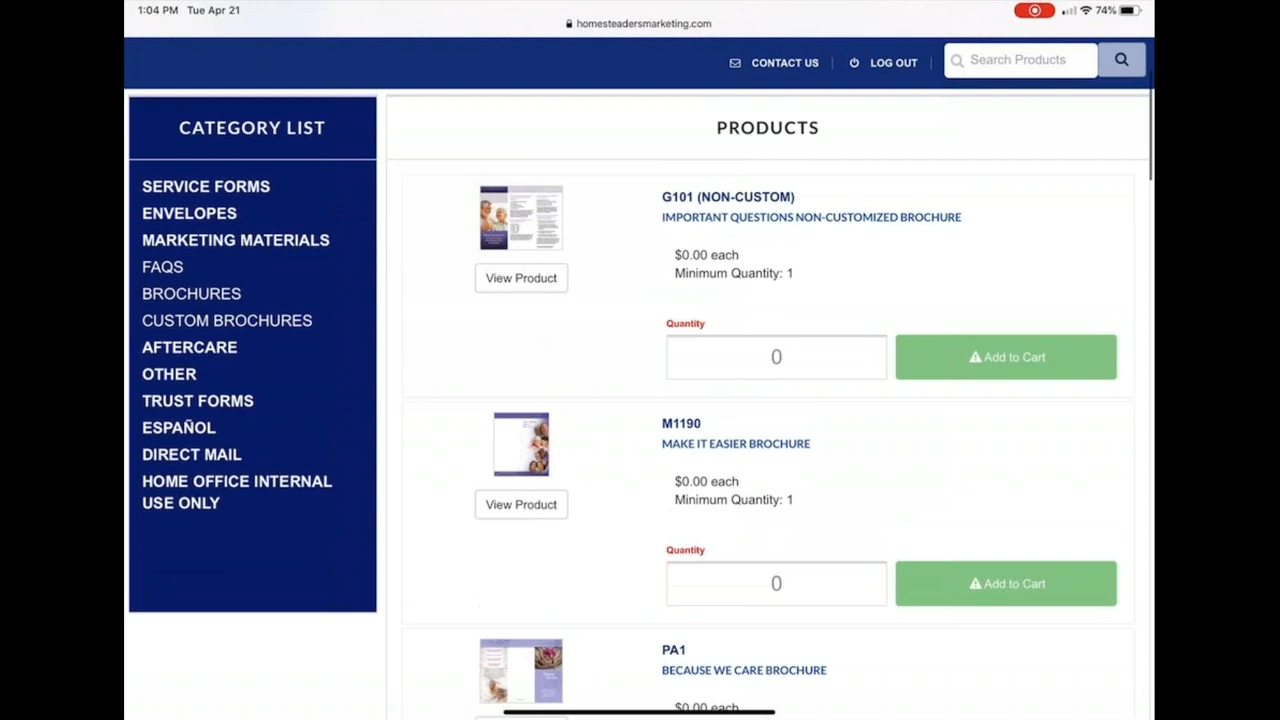 1:04 PM Tue Apr 21
74%
homesteadersmarketing.com
CONTACT US
LOG OUT
Search Products
CATEGORY LIST
SERVICE FORMS
ENVELOPES
MARKETING MATERIALS
FAQS
BROCHURES
CUSTOM BROCHURES
AFTERCARE
OTHER
TRUST FORMS
ESPAÑOL
DIRECT MAIL
HOME OFFICE INTERNAL
USE ONLY
PRODUCTS
G101 (NON-CUSTOM)
IMPORTANT QUESTIONS NON-CUSTOMIZED BROCHURE
$0.00 each
Minimum Quantity: 1
View Product
Quantity
0
Add to Cart
M1190
MAKE IT EASIER BROCHURE
$0.00 each
Minimum Quantity: 1
View Product
Quantity
0
Add to Cart
PA1
BECAUSE WE CARE BROCHURE
$0.00 each